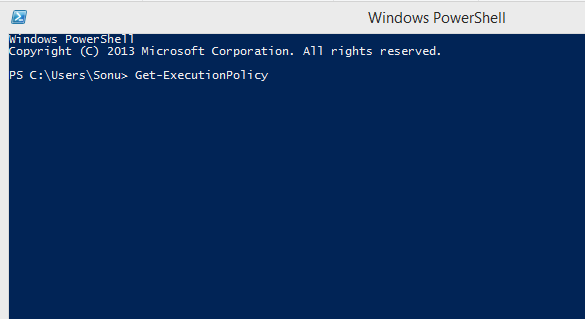 Windows PowerShell
Windows PowerShell
Copyright (C) 2013 Microsoft Corporation. All rights reserved.
PS C:\Users\Sonu> Get-ExecutionPolicy